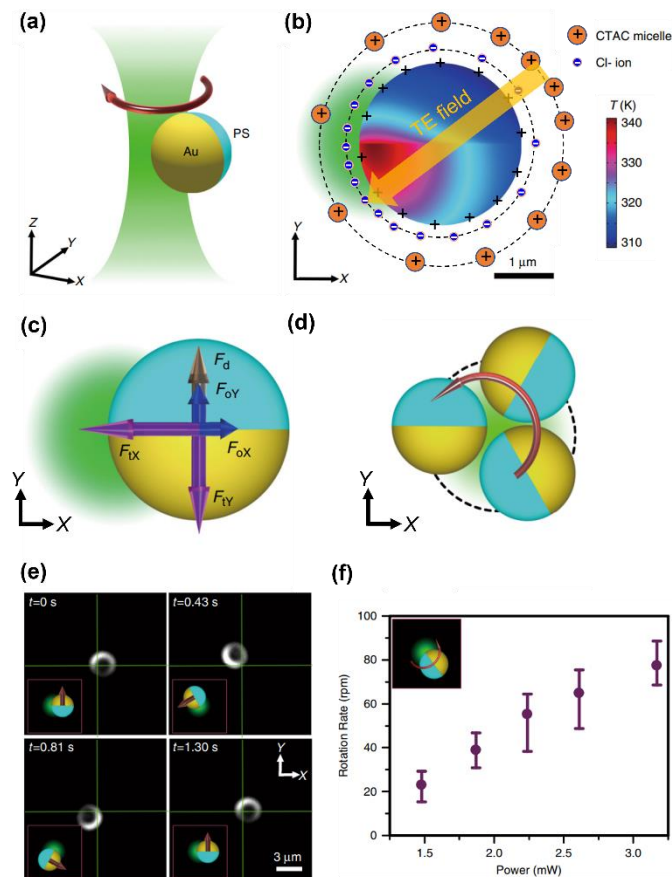 (a)
PS
Au
Z
Y
X
(b)
CTAC micelle
Cl- ion
TE field
T (K)
340
330
320
310
Y
X
1 μm
(c)
Fd
FoY
FtX
FoX
FtY
Y
X
(d)
Y
X
(e)
t=0 s
t=0.43 s
t=0.81 s
t=1.30 s
Y
X
3 μm
(f)
Rotation Rate (rpm)
100
80
60
40
20
0
1.5
2.0
2.5
3.0
Power (mW)